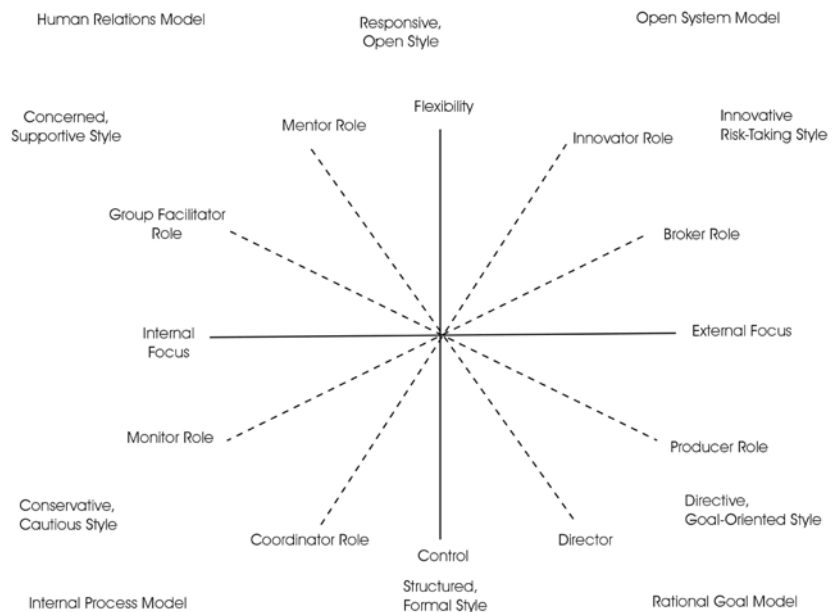 Human Relations Model
Responsive,
Open Style
Open System Model
Concerned,
Supportive Style
Mentor Role
Flexibility
Innovator Role
Innovative
Risk-Taking Style
Group Facilitator
Role
Broker Role
Internal
Focus
External Focus
Monitor Role
Producer Role
Conservative,
Cautious Style
Coordinator Role
Control
Director
Directive,
Goal-Oriented Style
Internal Process Model
Structured,
Formal Style
Rational Goal Model